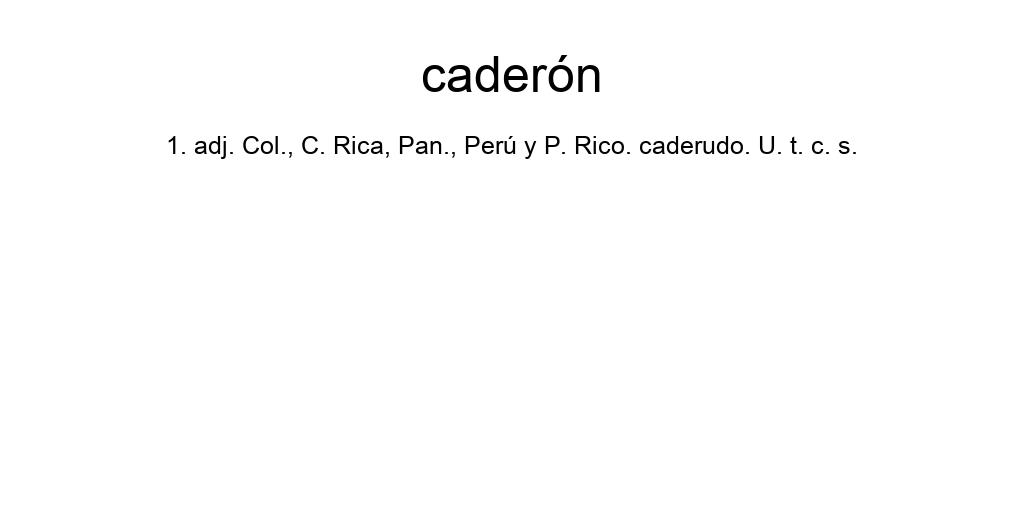 caderón
1. adj. Col., C. Rica, Pan., Perú y P. Rico. caderudo. U. t. c. s.